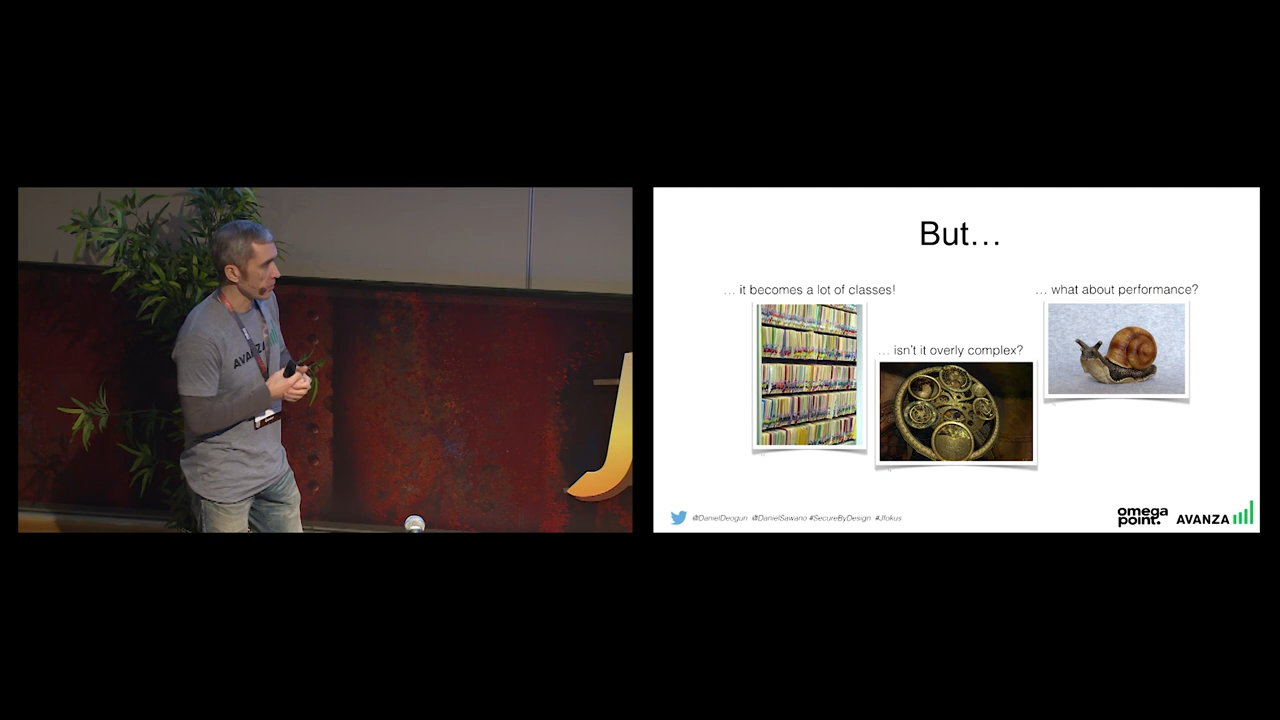 But...
... it becomes a lot of classes!
... what about performance?
... isn't it overly complex?
@DanielDeogun @DanielSawano #SecureByDesign #Jfokus
omega
point.
AVANZA
AVANZA
J